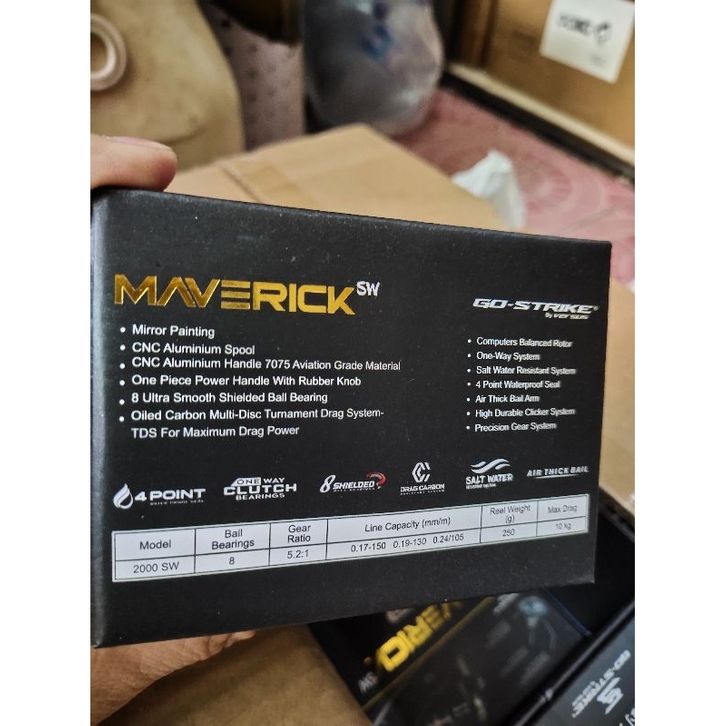 MAVERICK SW
• Mirror Painting
• CNC Aluminium Spool
• CNC Aluminium Handle 7075 Aviation Grade Material
• One Piece Power Handle With Rubber Knob
• 8 Ultra Smooth Shielded Ball Bearing
• Oiled Carbon Multi-Disc Turnament Drag System-
TDS For Maximum Drag Power
GO-STRIKE®
By VERSUS
• Computers Balanced Rotor
• One-Way System
• Salt Water Resistant System
• 4 Point Waterproof Seal
• Air Thick Bail Arm
• High Durable Clicker System
• Precision Gear System
4 POINT
ONE WAY
CLUTCH
BEARINGS
8 SHIELDED
DRAG CARBON
SALT WATER
AIR THICK BAIL
Model Ball Bearings Gear Ratio Line Capacity (mm/m) Reel Weight (g) Max Drag
2000 SW 8 5.2:1 0.17-150 0.19-130 0.24/105 250 10 kg